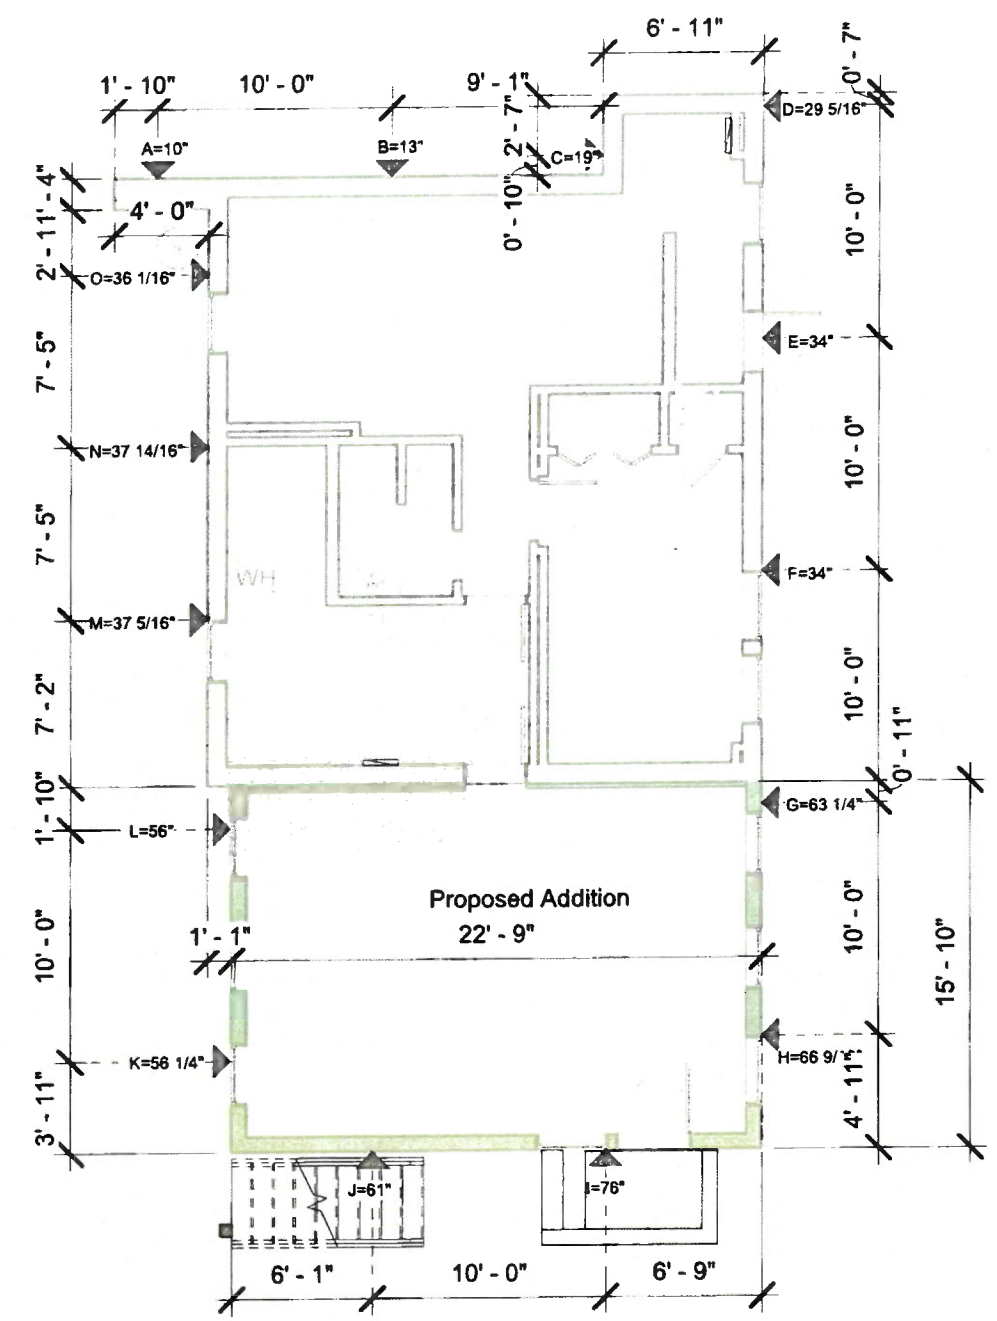 6' - 11"
0' - 7"
1' - 10"
10' - 0"
9' - 1"
D=29 5/16"
A=10"
B=13"
2' - 7"
C=19"
4' - 0"
0' - 10"
2' - 11"
1' - 4"
10' - 0"
O=36 1/16"
E=34"
7' - 5"
N=37 14/16"
10' - 0"
7' - 5"
WH
F=34"
M=37 5/16"
7' - 2"
10' - 0"
0' - 11"
1' - 10"
G=63 1/4"
L=56"
Proposed Addition
1' - 1"
22' - 9"
10' - 0"
10' - 0"
15' - 10"
K=56 1/4"
H=66 9/
3' - 11"
4' - 11"
J=61"
I=76"
6' - 1"
10' - 0"
6' - 9"